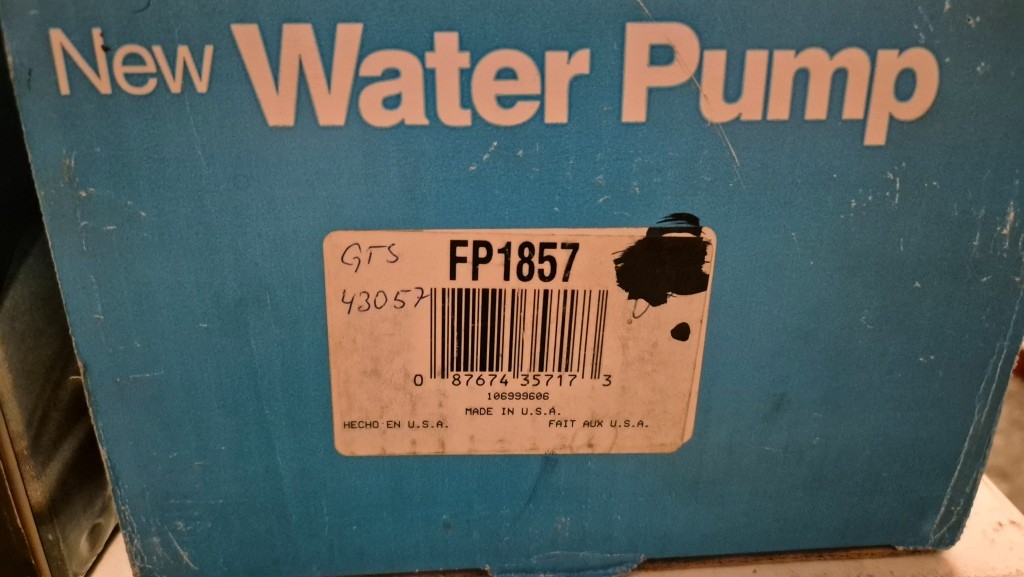 New Water Pump
GTS
FP1857
43057
0 87674 35717 3
106999606
MADE IN U.S.A.
HECHO EN U.S.A. FAIT AUX U.S.A.